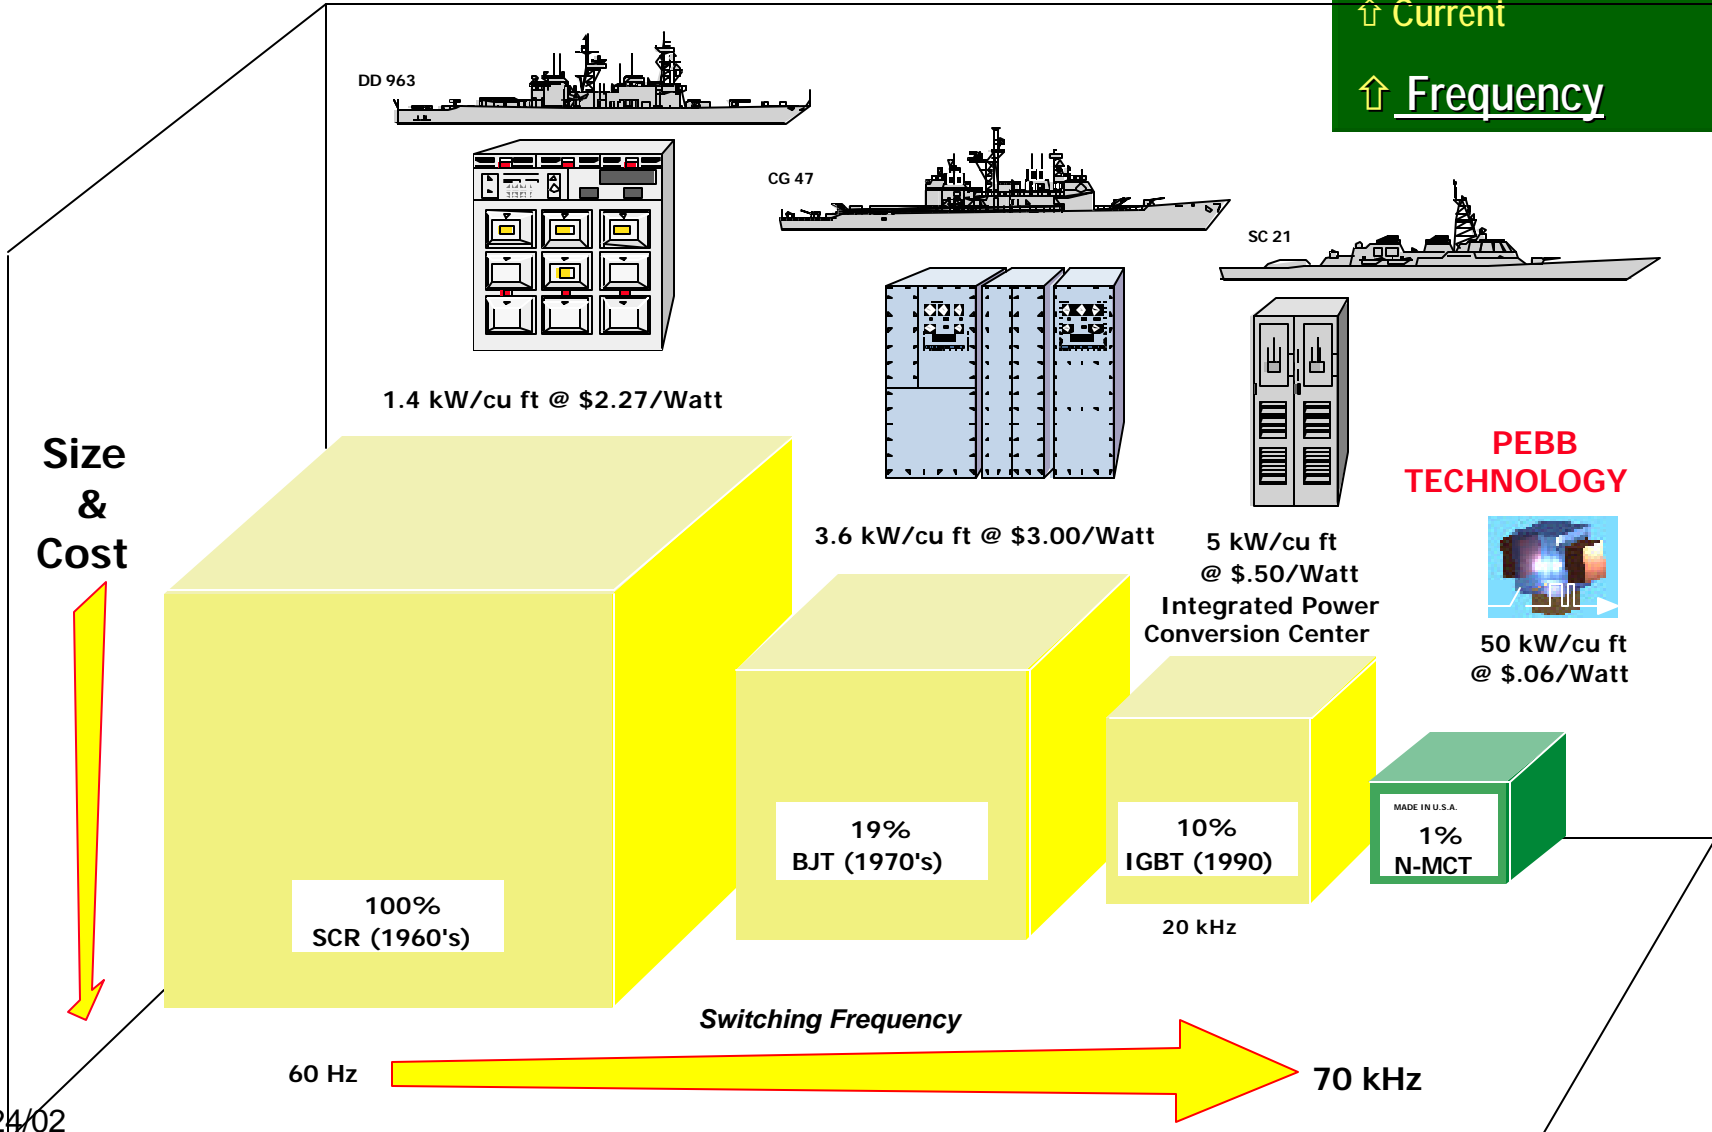 ⇧ Current
⇧ Frequency
DD 963
CG 47
SC 21
1.4 kW/cu ft @ $2.27/Watt
3.6 kW/cu ft @ $3.00/Watt
5 kW/cu ft
@ $.50/Watt
Integrated Power
Conversion Center
PEBB
TECHNOLOGY
50 kW/cu ft
@ $.06/Watt
Size
&
Cost
100%
SCR (1960's)
19%
BJT (1970's)
10%
IGBT (1990)
20 kHz
MADE IN U.S.A.
1%
N-MCT
Switching Frequency
60 Hz
70 kHz
24/02